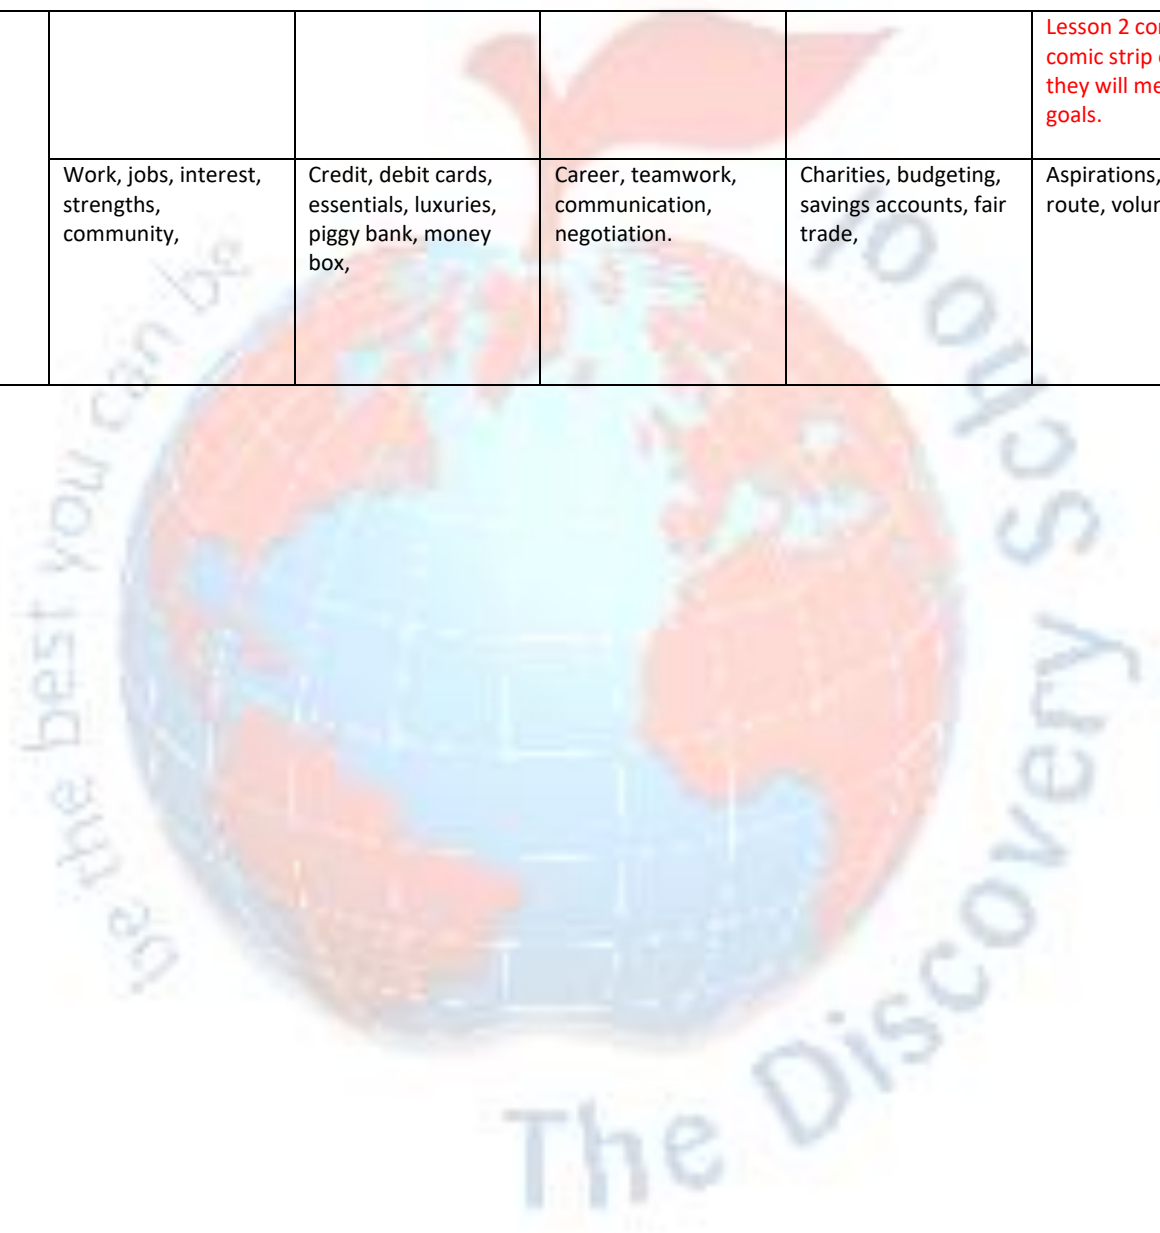 Lesson 2
comic strip
they will
goals.
Work, jobs, interest,
strengths,
community,
Credit, debit cards,
essentials, luxuries,
piggy bank, money
box,
Career, teamwork,
communication,
negotiation.
Charities, budgeting,
savings accounts, fair
trade,
Aspirations,
route,
be the best you can be
The Discovery School